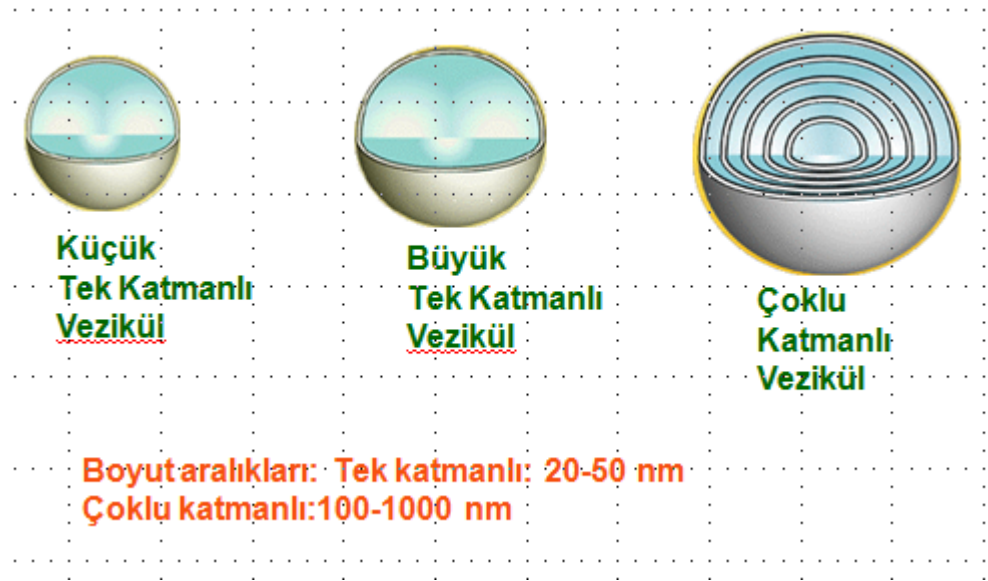 Küçük
Tek Katmanlı
Vezikül
Büyük
Tek Katmanlı
Vezikül
Çoklu
Katmanlı
Vezikül
Boyut aralıkları: Tek katmanlı: 20-50 nm
Çoklu katmanlı:100-1000 nm